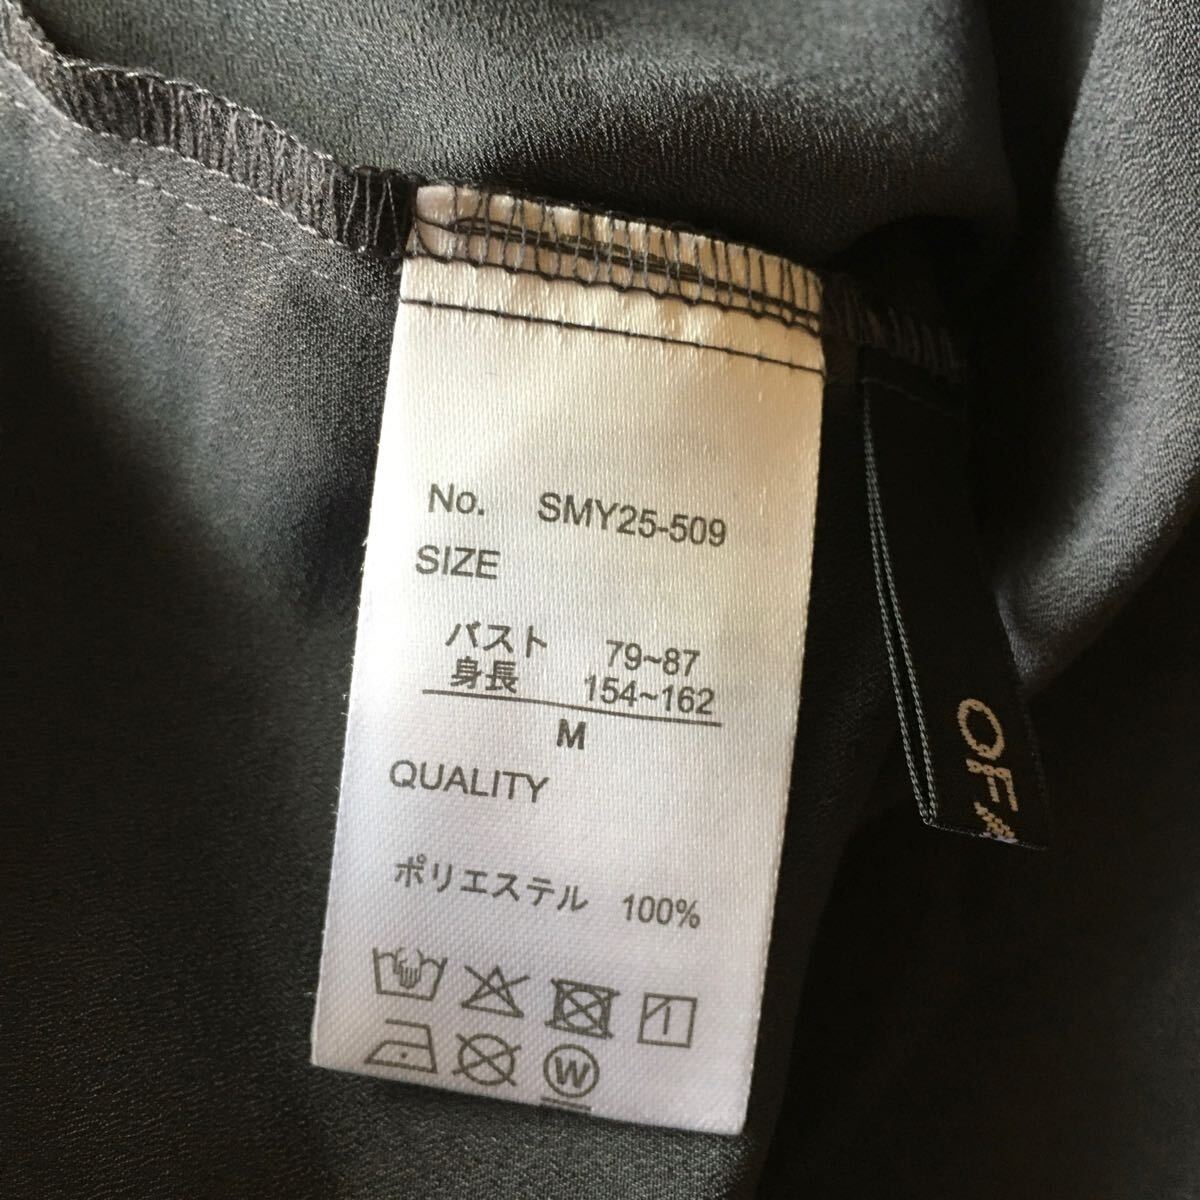 No. SMY25-509
SIZE
バスト 79~87
身長 154~162
M
QUALITY
ポリエステル 100%
W